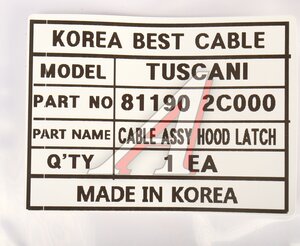 KOREA BEST CABLE
MODEL TUSCANI
PART NO 81190 2C000
PART NAME CABLE ASSY HOOD LATCH
Q'TY 1 EA
MADE IN KOREA